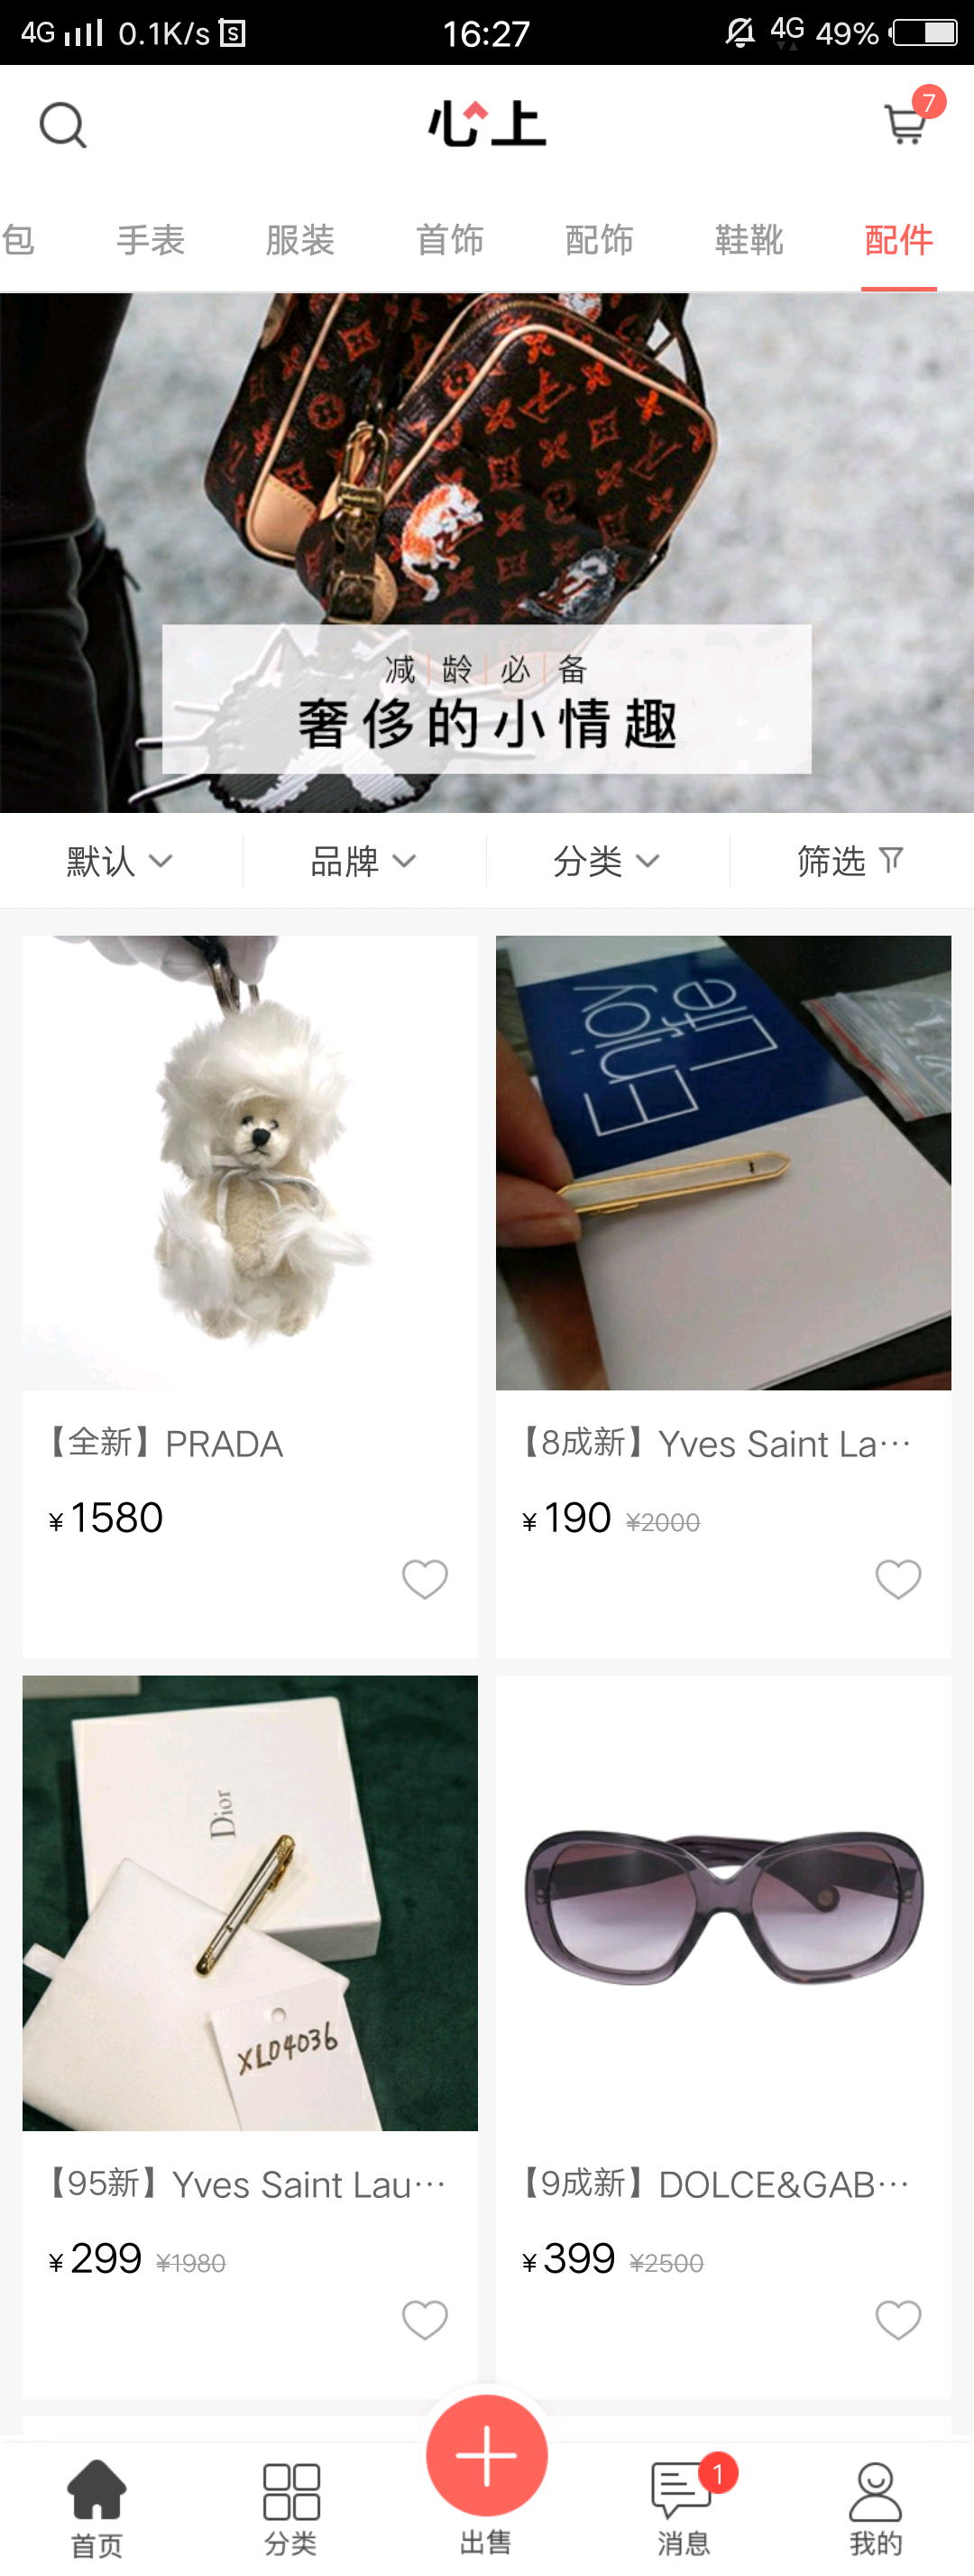 4G 0.1K/s S 16:27 4G 49%
心上 7
包 手表 服装 首饰 配饰 鞋靴 配件
减龄必备
奢侈的小情趣
默认 品牌 分类 筛选
Enjoy
Life
【全新】PRADA
¥1580
【8成新】Yves Saint La···
¥190 ¥2000
Dior
XL04036
【95新】Yves Saint Lau···
¥299 ¥1980
【9成新】DOLCE&GAB···
¥399 ¥2500
首页 分类 出售 消息 1 我的